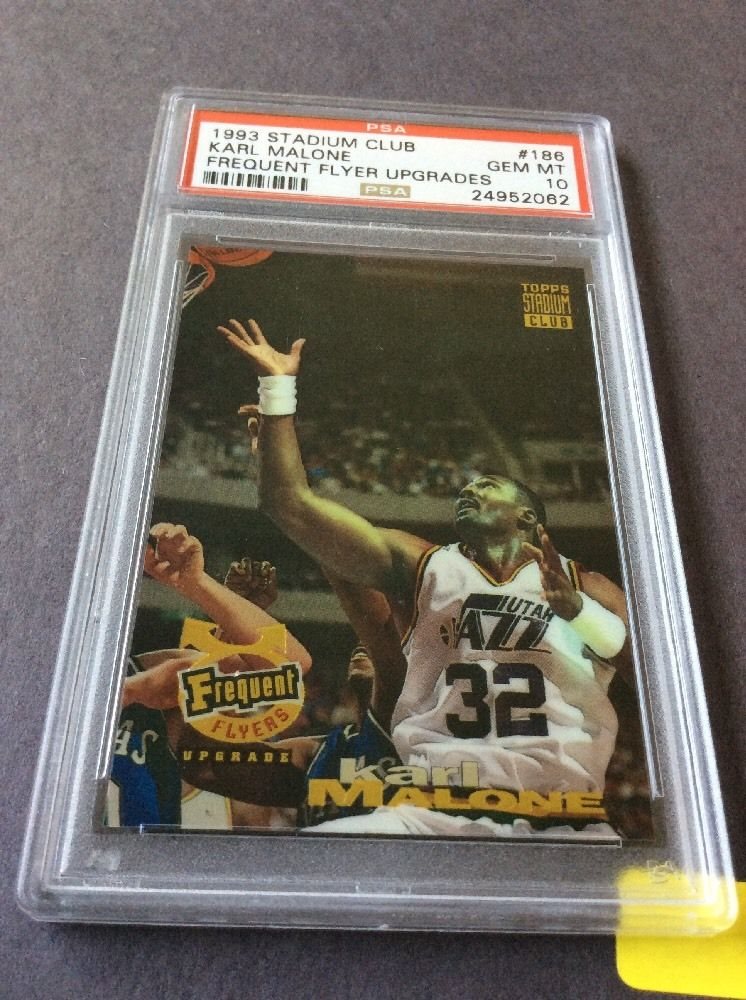 PSA
1993 STADIUM CLUB #186
KARL MALONE GEM MT
FREQUENT FLYER UPGRADES 10
PSA 24952062
TOPPS
STADIUM
CLUB
UTAH
JAZZ
32
AS
Frequent
FLYERS
UPGRADE
Karl
MALONE